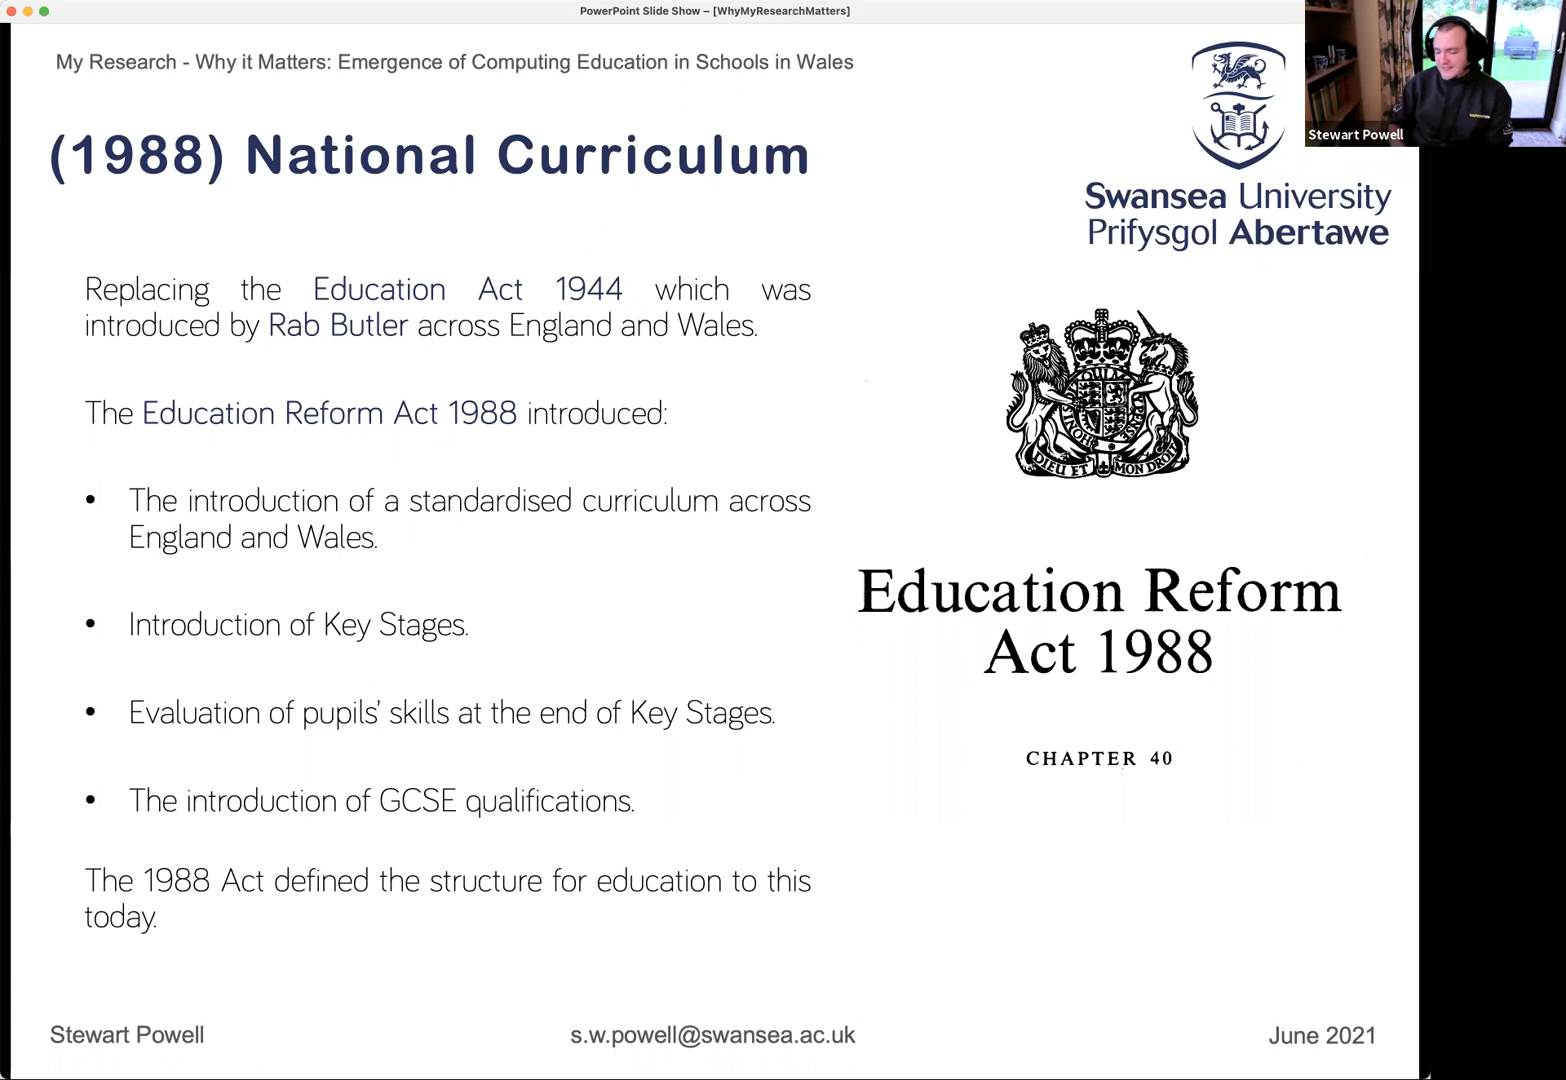 PowerPoint Slide Show – [WhyMyResearchMatters]
My Research - Why it Matters: Emergence of Computing Education in Schools in Wales
Stewart Powell
(1988) National Curriculum
Swansea University
Prifysgol Abertawe
Replacing the Education Act 1944 which was
introduced by Rab Butler across England and Wales.
The Education Reform Act 1988 introduced:
• The introduction of a standardised curriculum across
England and Wales.
• Introduction of Key Stages.
• Evaluation of pupils’ skills at the end of Key Stages.
• The introduction of GCSE qualifications.
The 1988 Act defined the structure for education to this
today.
DIEU ET MON DROIT
Education Reform
Act 1988
CHAPTER 40
Stewart Powell
s.w.powell@swansea.ac.uk
June 2021